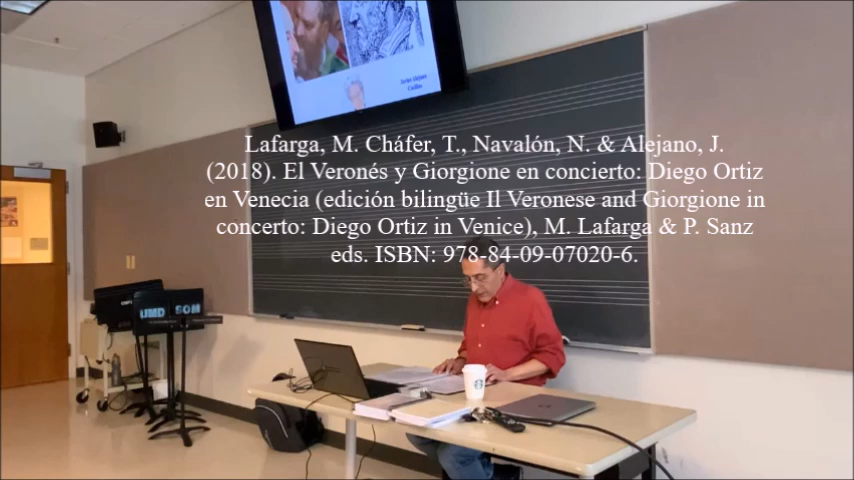 Lafarga, M. Cháfer, T., Navalón, N. & Alejano, J.
(2018). El Veronés y Giorgione en concierto: Diego Ortiz
en Venecia (edición bilingüe Il Veronese and Giorgione in
concerto: Diego Ortiz in Venice), M. Lafarga & P. Sanz
eds. ISBN: 978-84-09-07020-6.
UMD SOM